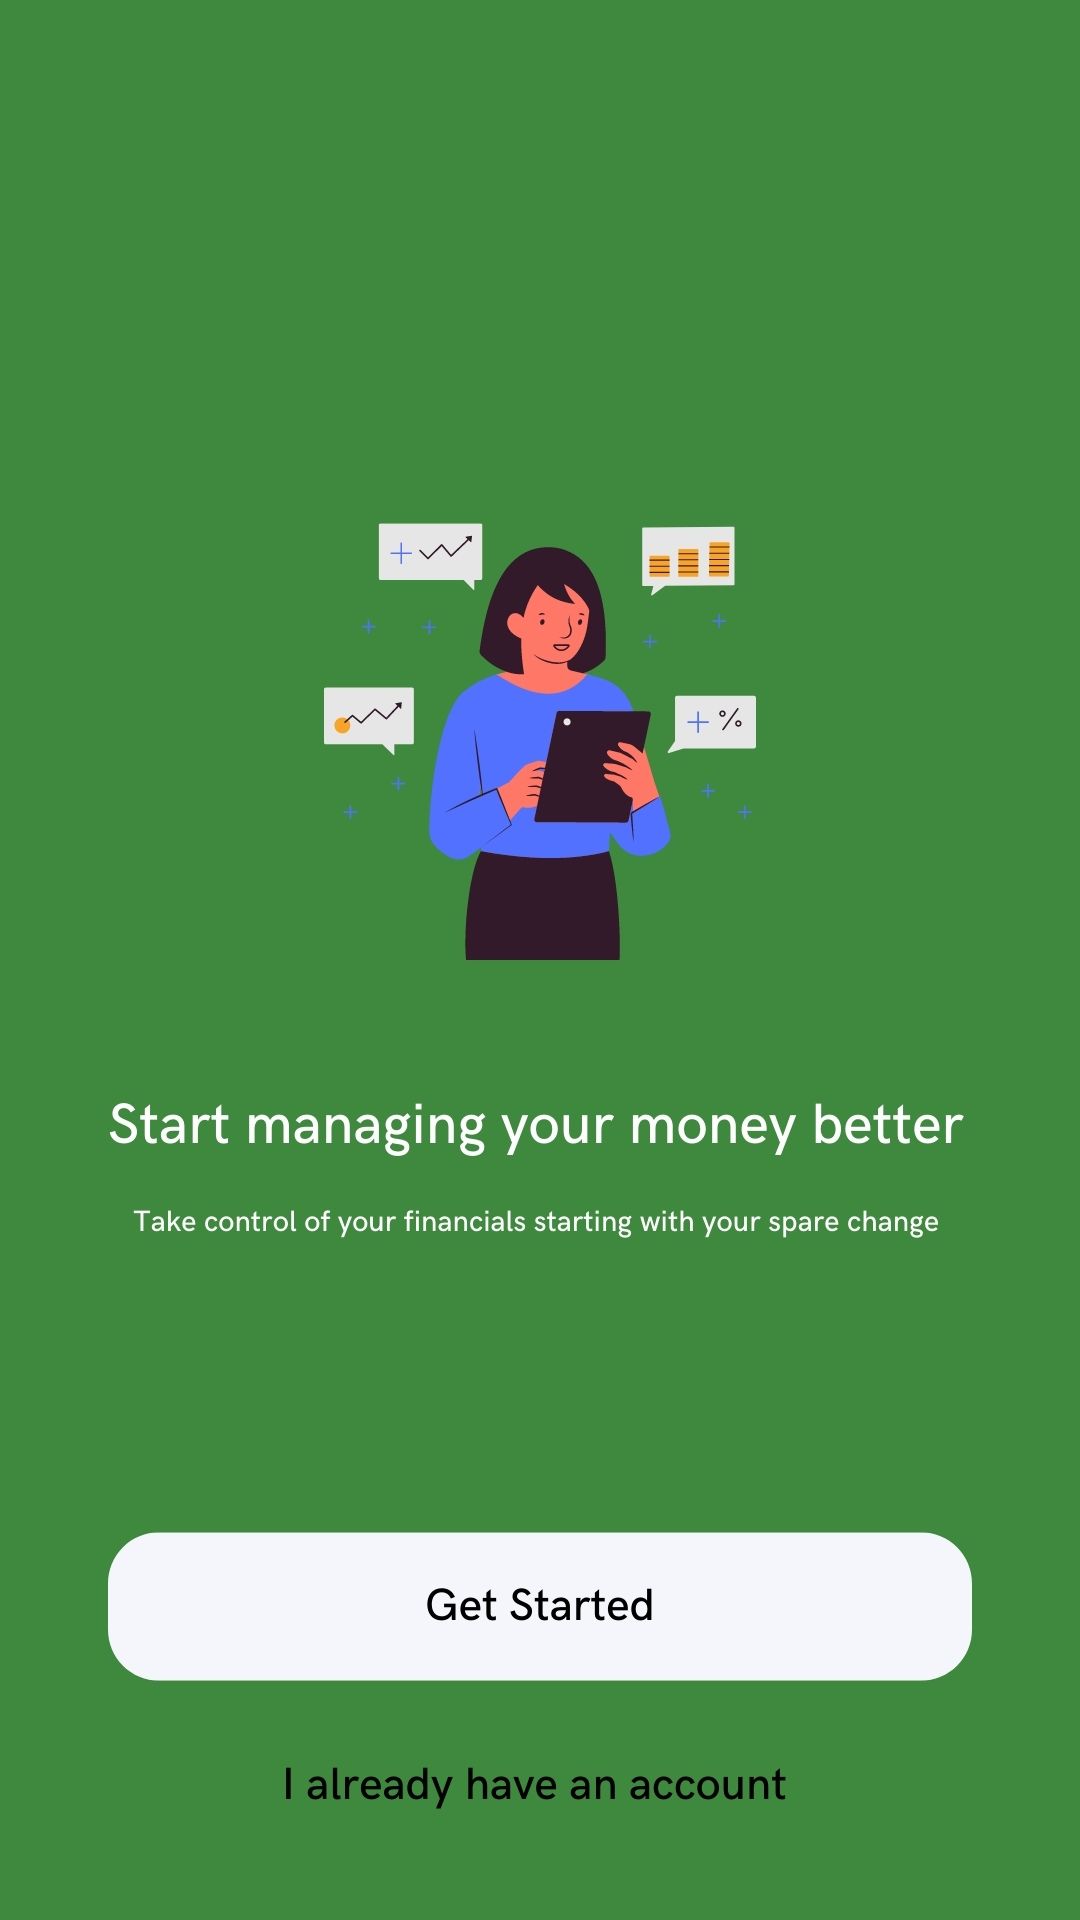 Start managing your money better
Take control of your financials starting with your spare change
Get Started
I already have an account